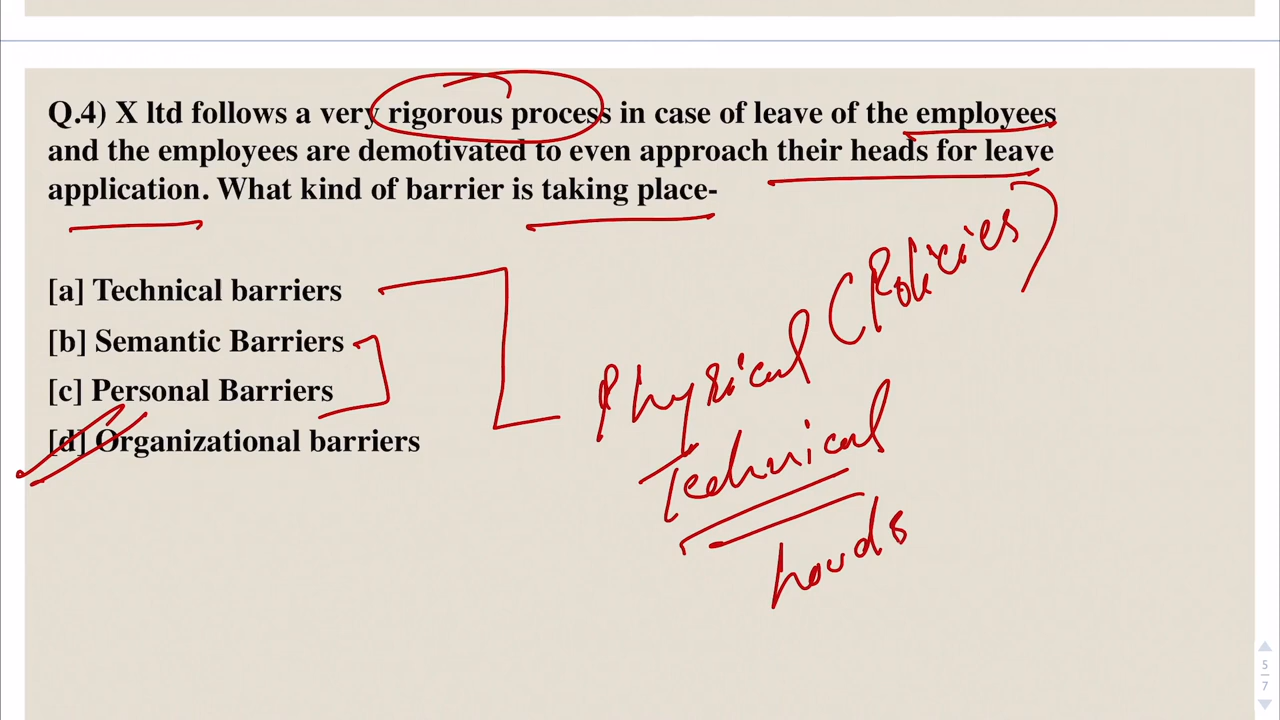 Q.4) X ltd follows a very rigorous process in case of leave of the employees
and the employees are demotivated to even approach their heads for leave
application. What kind of barrier is taking place-
[a] Technical barriers
[b] Semantic Barriers
[c] Personal Barriers
[d] Organizational barriers
Physical (Policies)
Technical
5
7